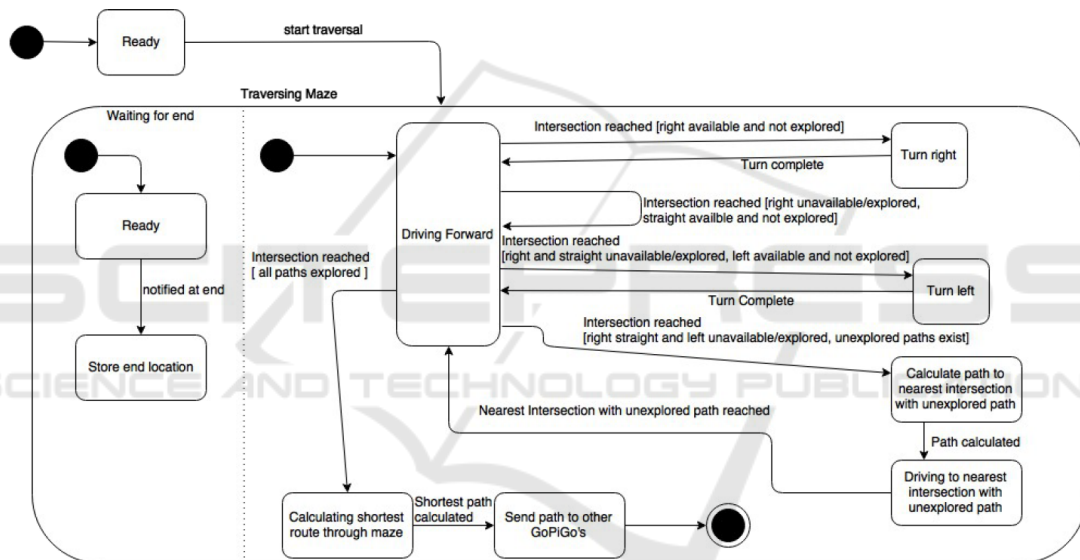 Ready
start traversal
Traversing Maze
Waiting for end
Ready
notified at end
Store end location
Driving Forward
Intersection reached [right available and not explored]
Turn complete
Turn right
Intersection reached [right unavailable/explored,
straight availble and not explored]
Intersection reached
[right and straight unavailable/explored, left available and not explored]
Turn Complete
Turn left
Intersection reached
[ all paths explored ]
Intersection reached
[right straight and left unavailable/explored, unexplored paths exist]
Calculate path to
nearest intersection
with unexplored path
Path calculated
Driving to nearest
intersection with
unexplored path
Nearest Intersection with unexplored path reached
Calculating shortest
route through maze
Shortest path
calculated
Send path to other
GoPiGo's
SCITEPRESS
SCIENCE AND TECHNOLOGY PUBLICATION